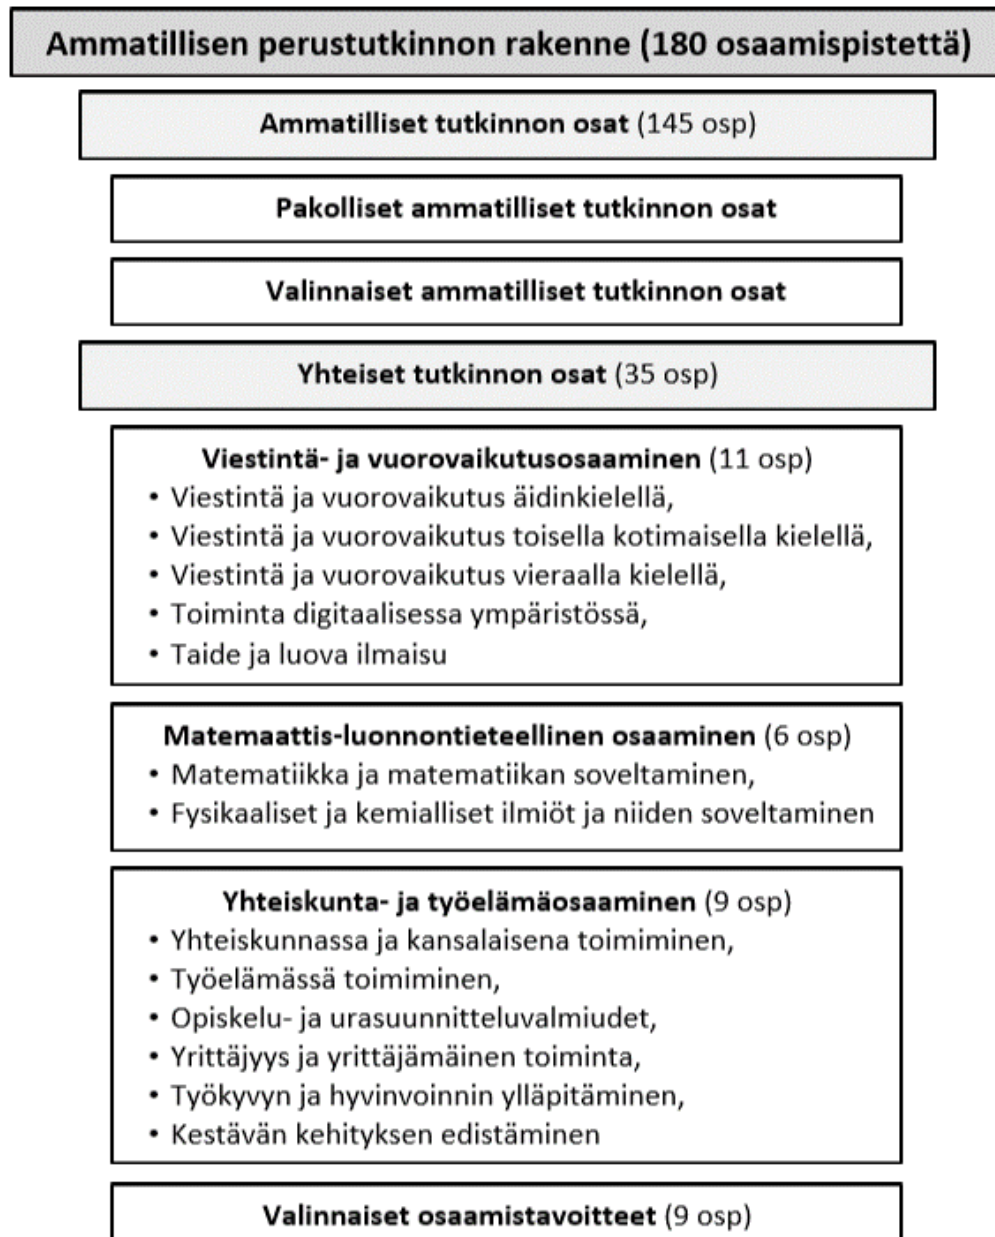 Ammatillisen perustutkinnon rakenne (180 osaamispistettä)
Ammatilliset tutkinnon osat (145 osp)
Pakolliset ammatilliset tutkinnon osat
Valinnaiset ammatilliset tutkinnon osat
Yhteiset tutkinnon osat (35 osp)
Viestintä- ja vuorovaikutusosaaminen (11 osp)
• Viestintä ja vuorovaikutus äidinkielellä,
• Viestintä ja vuorovaikutus toisella kotimaisella kielellä,
• Viestintä ja vuorovaikutus vieraalla kielellä,
• Toiminta digitaalisessa ympäristössä,
• Taide ja luova ilmaisu
Matemaattis-luonnontieteellinen osaaminen (6 osp)
• Matematiikka ja matematiikan soveltaminen,
• Fysikaaliset ja kemialliset ilmiöt ja niiden soveltaminen
Yhteiskunta- ja työelämäosaaminen (9 osp)
• Yhteiskunnassa ja kansalaisena toimiminen,
• Työelämässä toimiminen,
• Opiskelu- ja urasuunnitteluvalmiudet,
• Yrittäjyys ja yrittäjämäinen toiminta,
• Työkyvyn ja hyvinvoinnin ylläpitäminen,
• Kestävän kehityksen edistäminen
Valinnaiset osaamistavoitteet (9 osp)